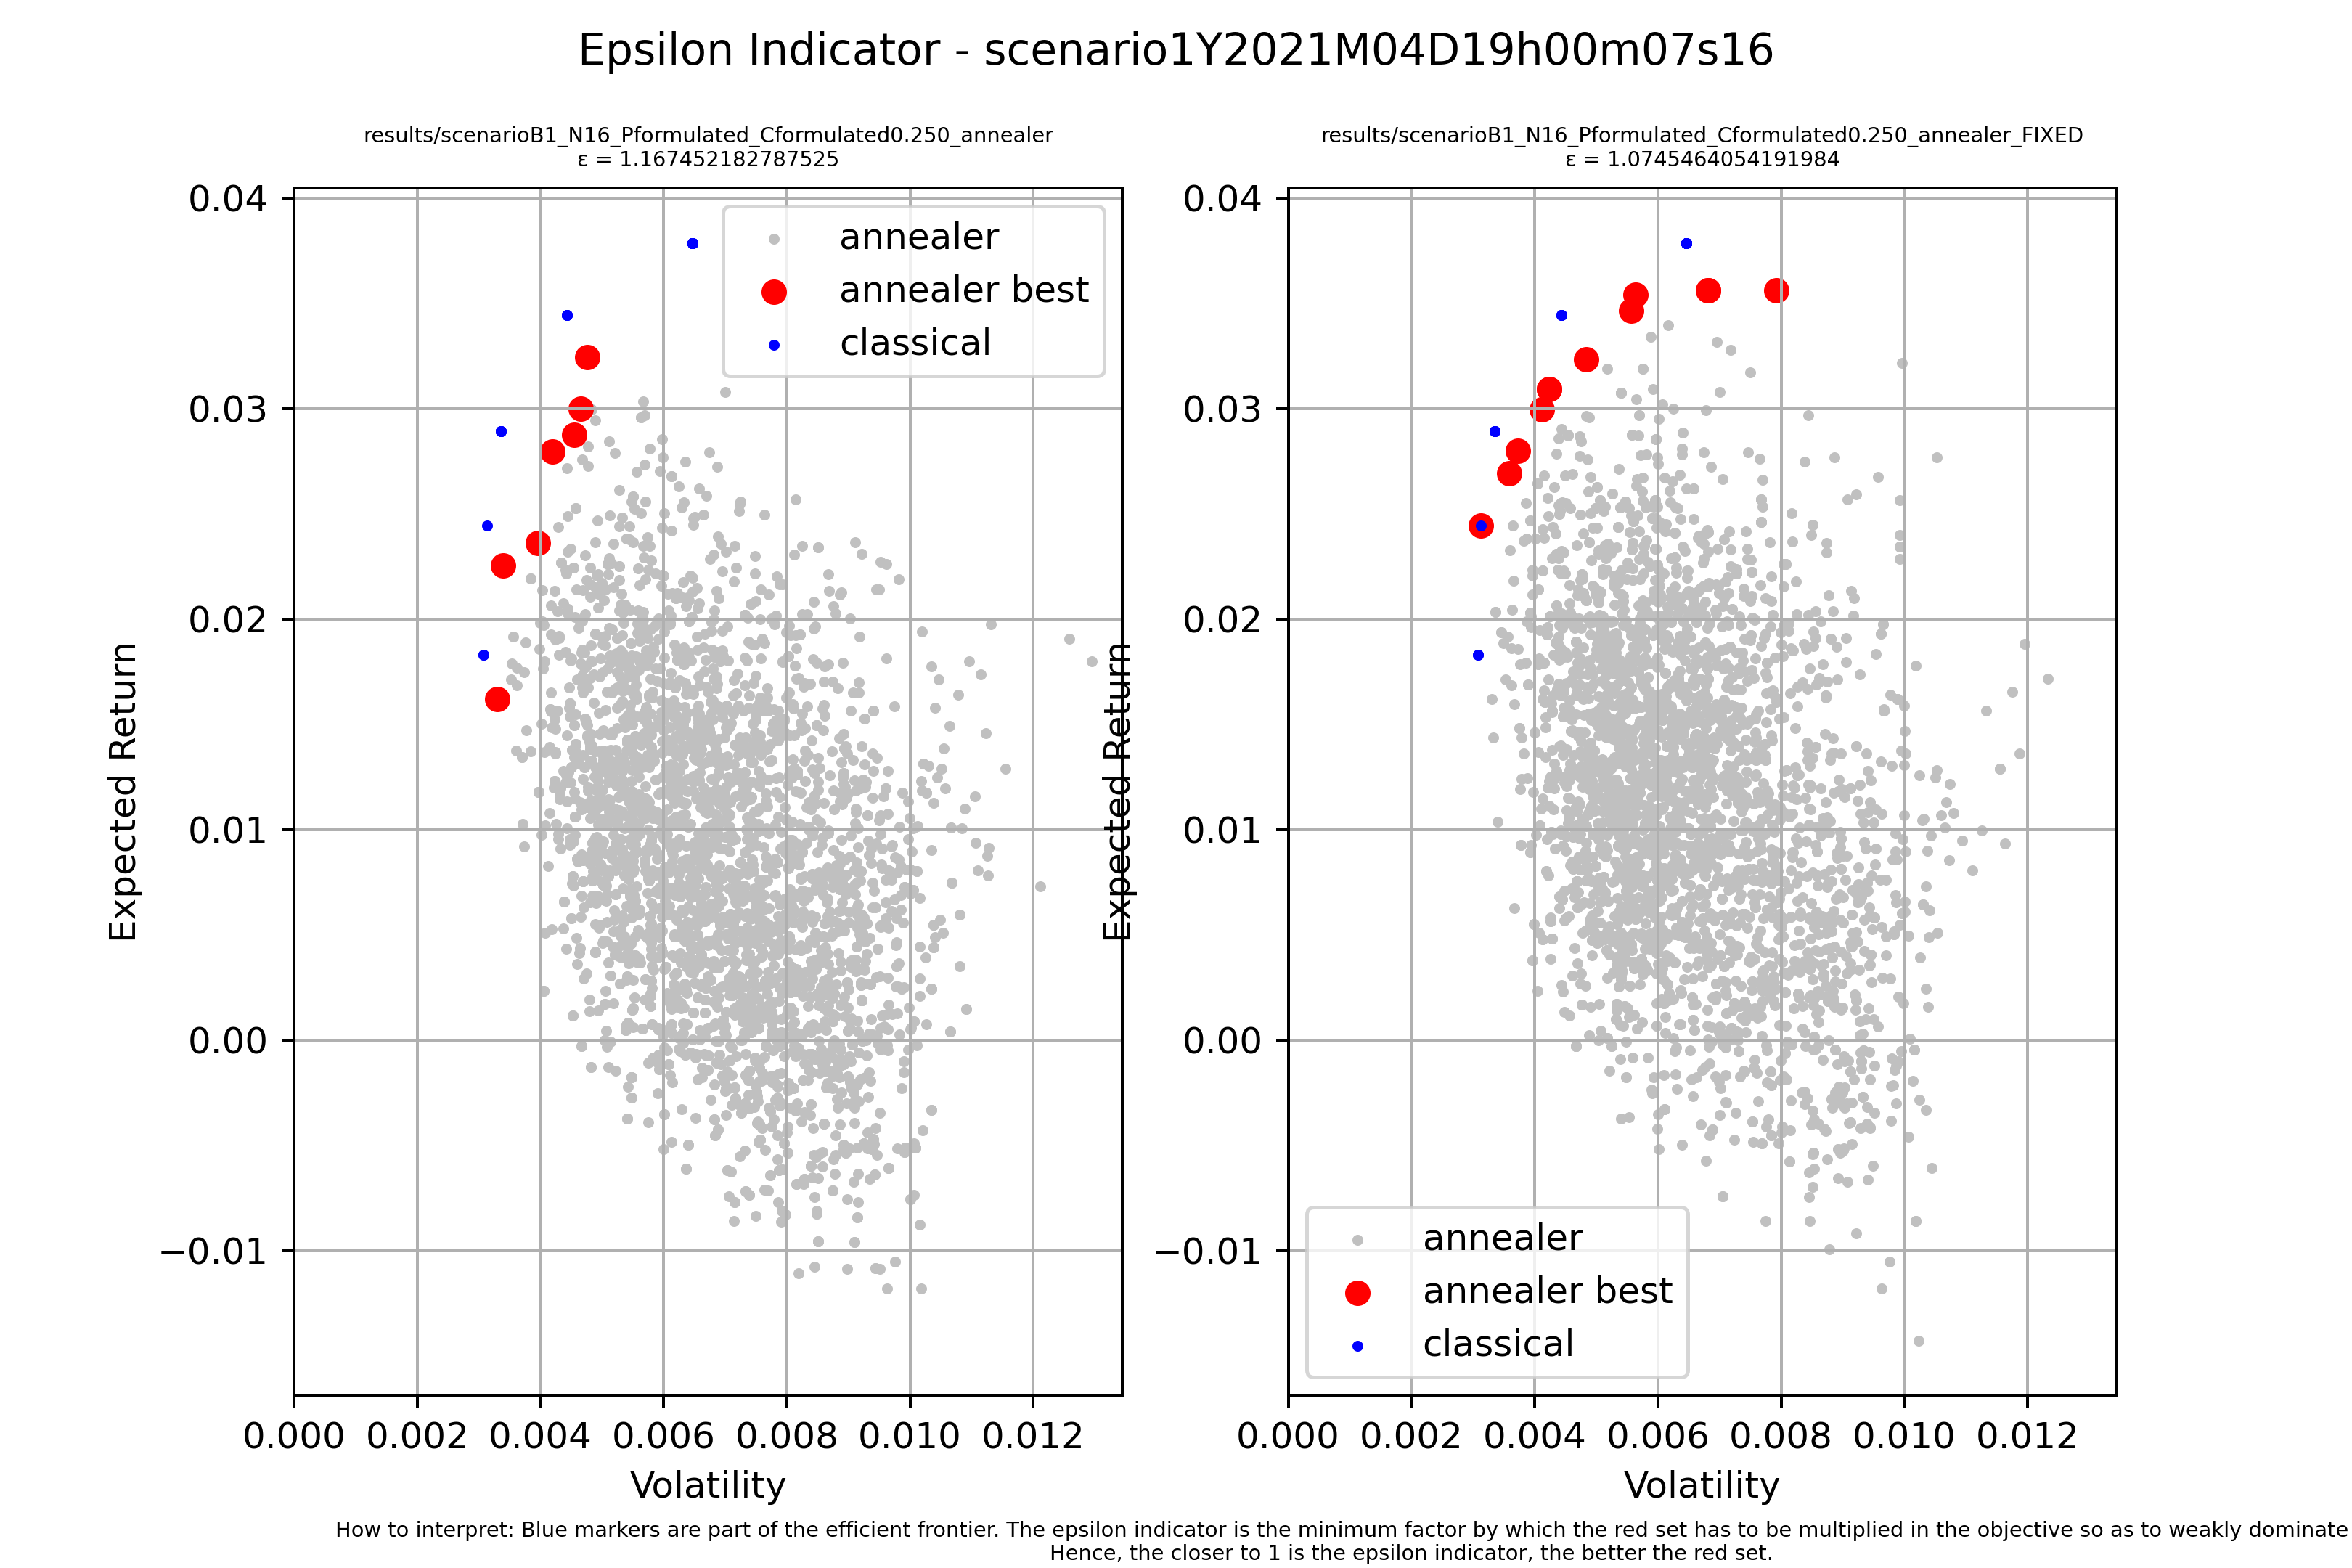 Epsilon Indicator - scenario1Y2021M04D19h00m07s16
results/scenarioB1_N16_Pformulated_Cformulated0.250_annealer
ε = 1.167452182787525
0.04
0.03
0.02
0.01
0.00
−0.01
Expected Return
annealer
annealer best
classical
0.000 0.002 0.004 0.006 0.008 0.010 0.012
Volatility
results/scenarioB1_N16_Pformulated_Cformulated0.250_annealer_FIXED
ε = 1.0745464054191984
0.04
0.03
0.02
0.01
0.00
−0.01
Expected Return
annealer
annealer best
classical
0.000 0.002 0.004 0.006 0.008 0.010 0.012
Volatility
How to interpret: Blue markers are part of the efficient frontier. The epsilon indicator is the minimum factor by which the red set has to be multiplied in the objective so as to weakly dominate
Hence, the closer to 1 is the epsilon indicator, the better the red set.